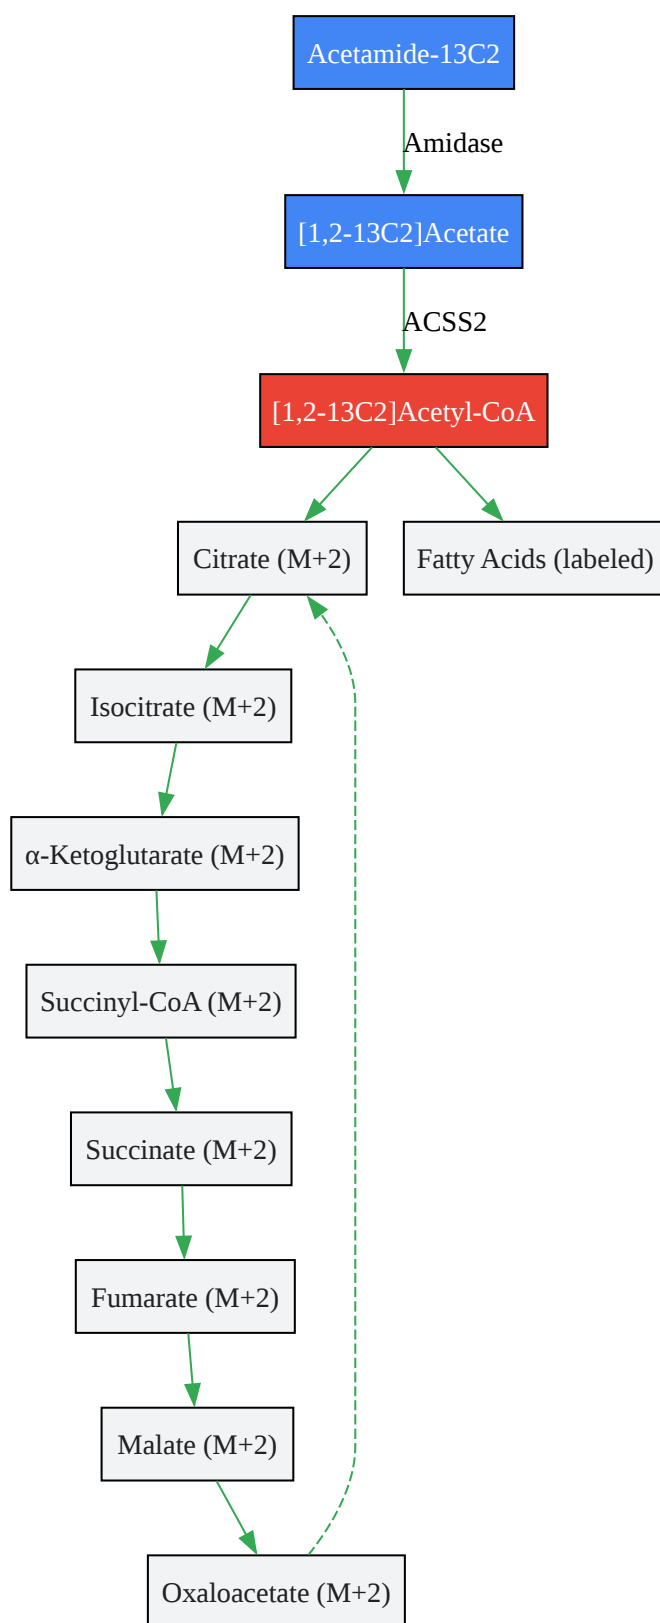 Acetamide-13C2
Amidase
[1,2-13C2]Acetate
ACSS2
[1,2-13C2]Acetyl-CoA
Citrate (M+2)
Fatty Acids (labeled)
Isocitrate (M+2)
α-Ketoglutarate (M+2)
Succinyl-CoA (M+2)
Succinate (M+2)
Fumarate (M+2)
Malate (M+2)
Oxaloacetate (M+2)